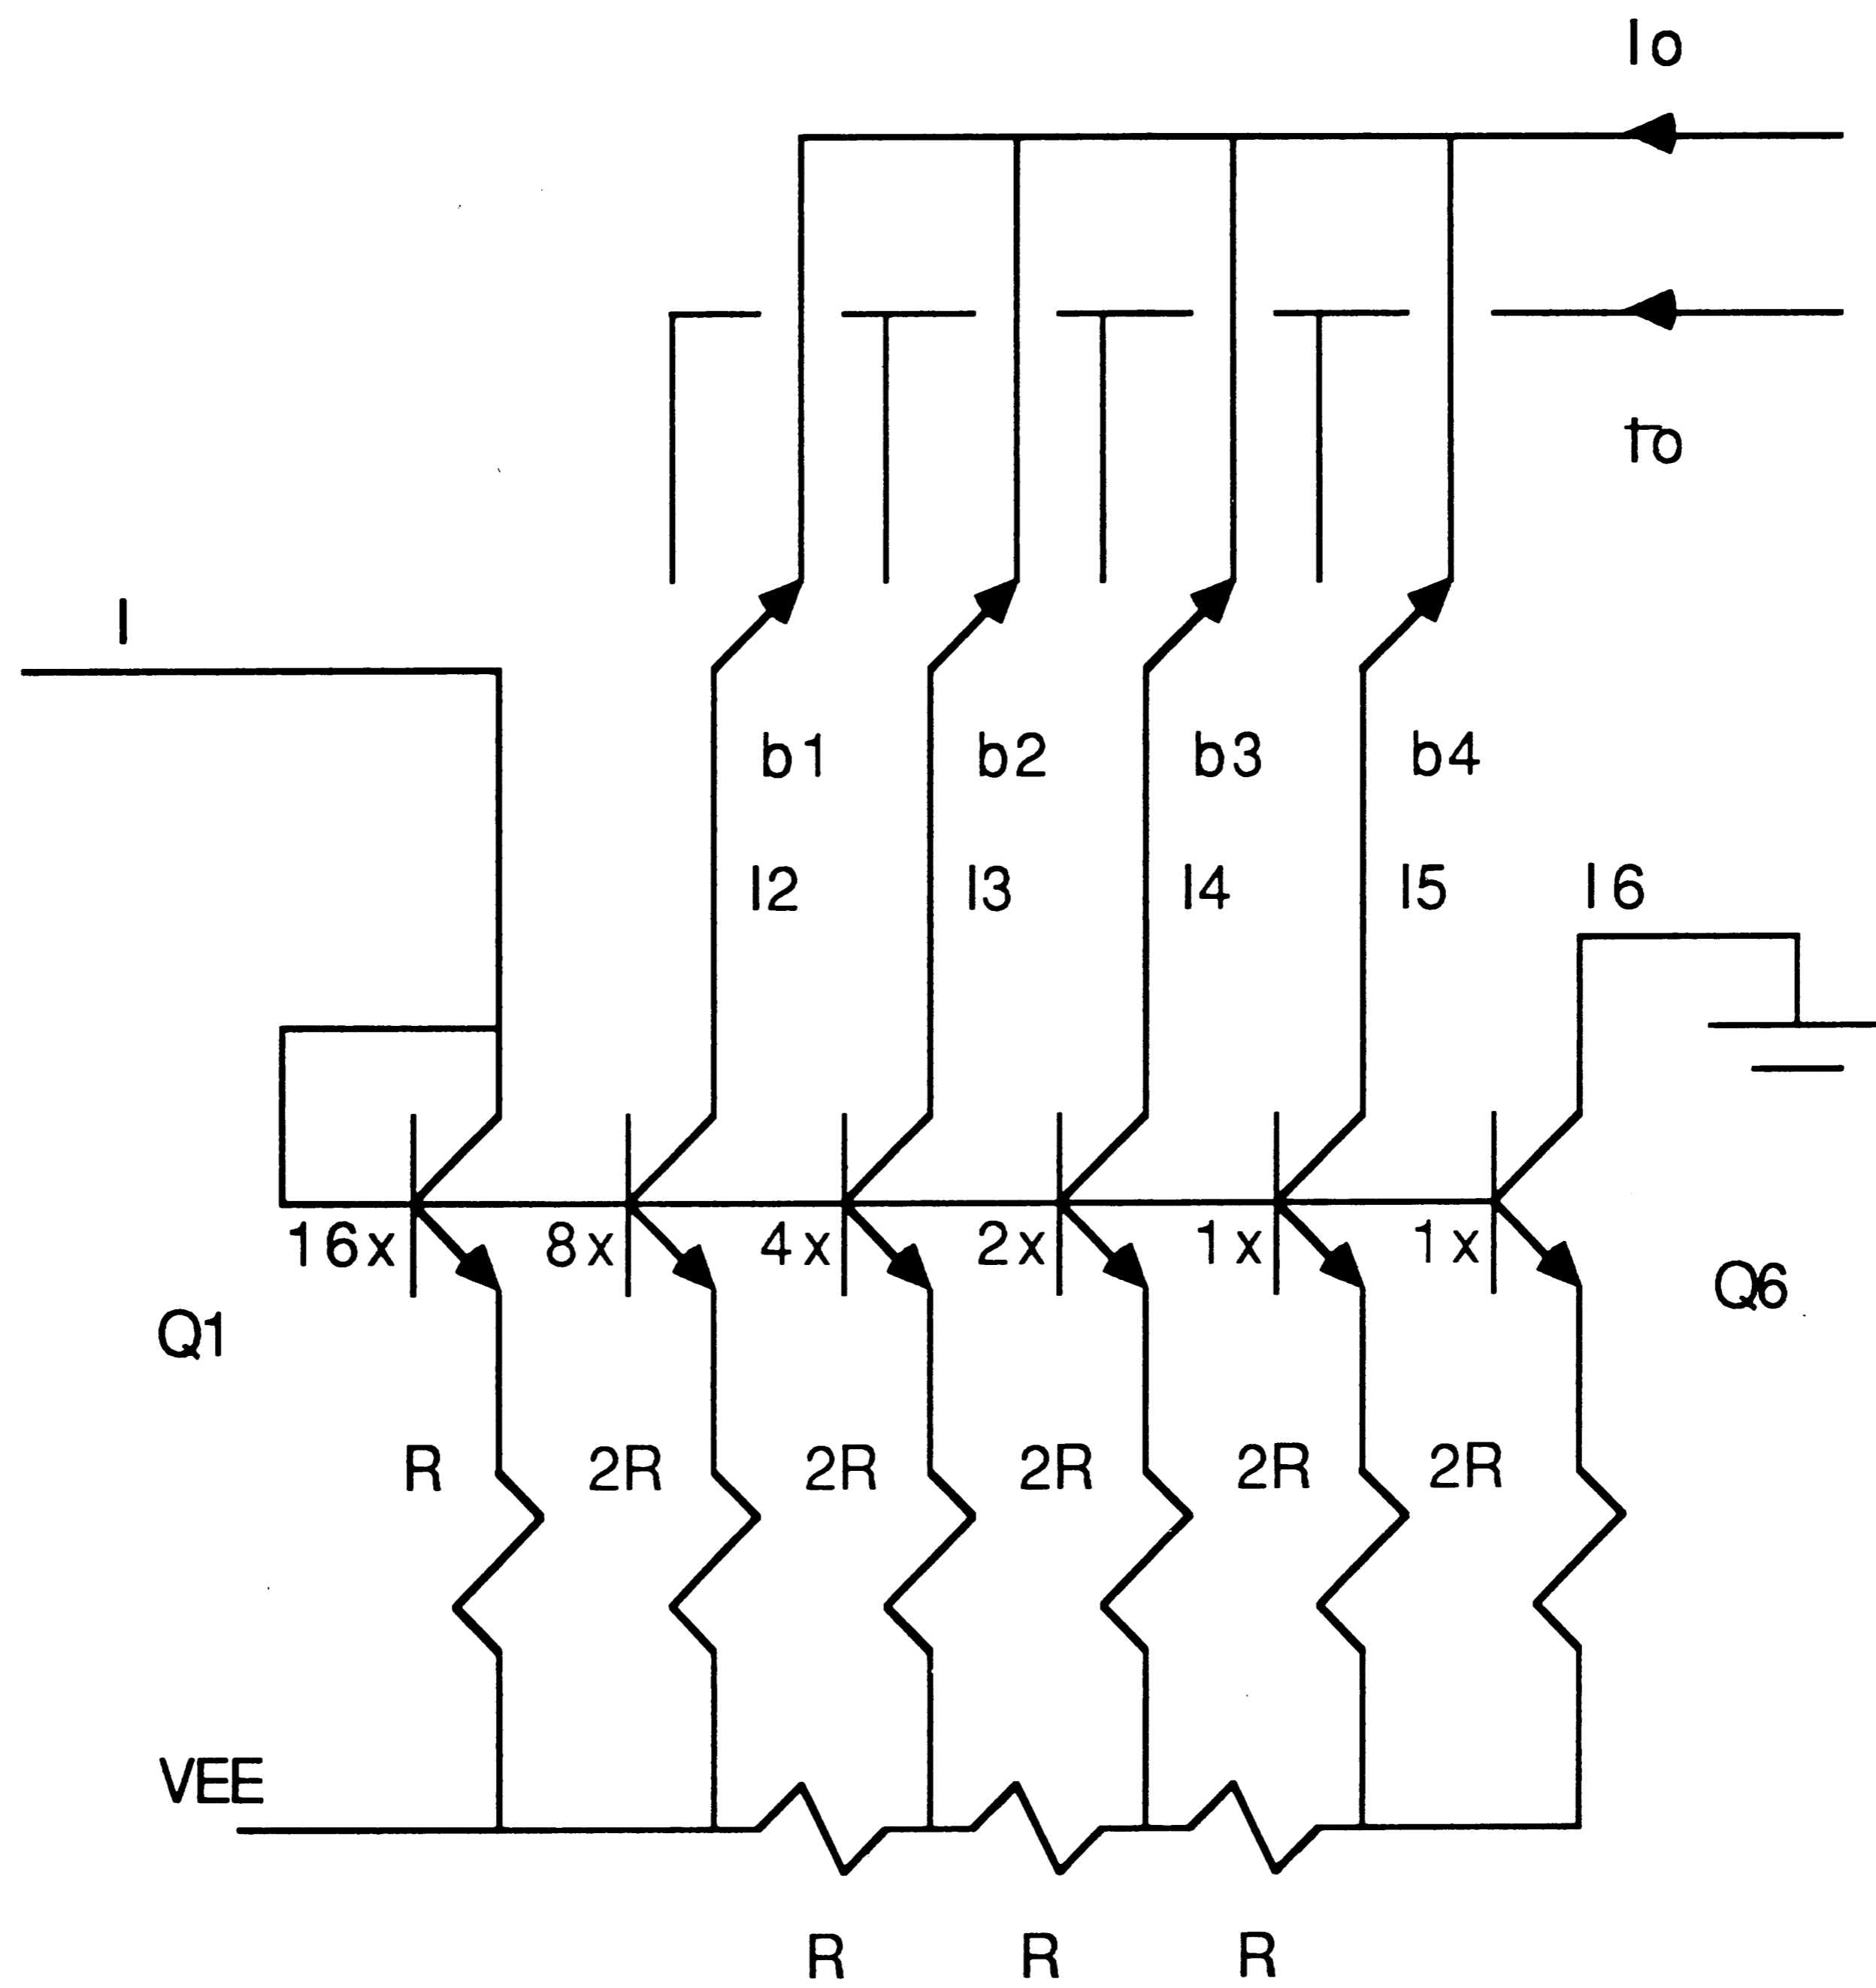 Io
I̅o
I
b1 b2 b3 b4
I2 I3 I4 I5 I6
16x 8x 4x 2x 1x 1x
Q6
Q1
R 2R 2R 2R 2R 2R
VEE
R R R